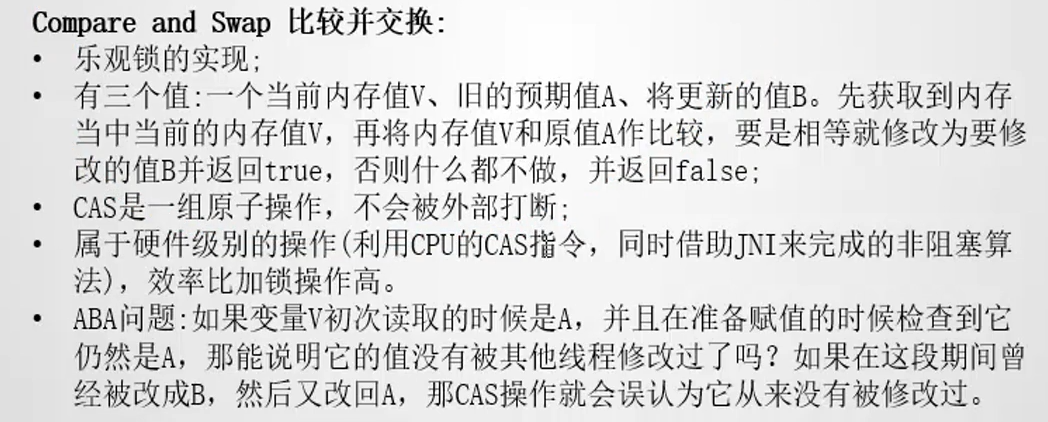 Compare and Swap 比较并交换:
• 乐观锁的实现;
• 有三个值:一个当前内存值V、旧的预期值A、将更新的值B。先获取到内存
当中当前的内存值V，再将内存值V和原值A作比较，要是相等就修改为要修
改的值B并返回true，否则什么都不做，并返回false;
• CAS是一组原子操作，不会被外部打断;
• 属于硬件级别的操作(利用CPU的CAS指令，同时借助JNI来完成的非阻塞算
法)，效率比加锁操作高。
• ABA问题:如果变量V初次读取的时候是A，并且在准备赋值的时候检查到它
仍然是A，那能说明它的值没有被其他线程修改过了吗？如果在这段期间曾
经被改成B，然后又改回A，那CAS操作就会误认为它从来没有被修改过。